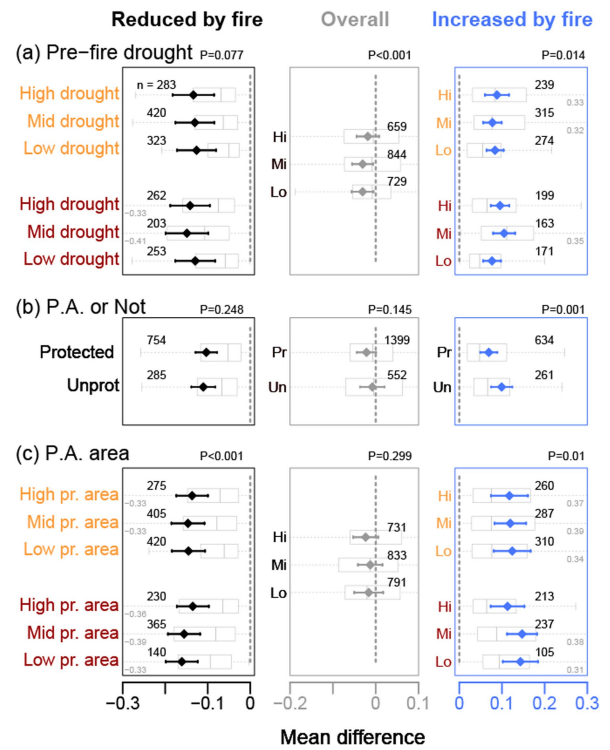 Reduced by fire Overall Increased by fire
(a) Pre−fire drought P=0.077 P<0.001 P=0.014
High drought n = 283 Hi 239 0.33
Mid drought 420 Mi 315 0.32
Low drought 323 Lo 274
Hi 659
Mi 844
Lo 729
High drought 262 −0.33 Hi 199
Mid drought 203 −0.41 Mi 163 0.35
Low drought 253 Lo 171
(b) P.A. or Not P=0.248 P=0.145 P=0.001
Protected 754 Pr 1399 Pr 634
Unprot 285 Un 552 Un 261
(c) P.A. area P<0.001 P=0.299 P=0.01
High pr. area 275 −0.33 Hi 260 0.37
Mid pr. area 405 −0.33 Mi 287 0.39
Low pr. area 420 Lo 310 0.34
Hi 731
Mi 833
Lo 791
High pr. area 230 −0.36 Hi 213
Mid pr. area 365 −0.39 Mi 237 0.38
Low pr. area 140 −0.33 Lo 105 0.31
−0.3 −0.1 0 −0.2 0 0.1 0 0.1 0.2 0.3
Mean difference